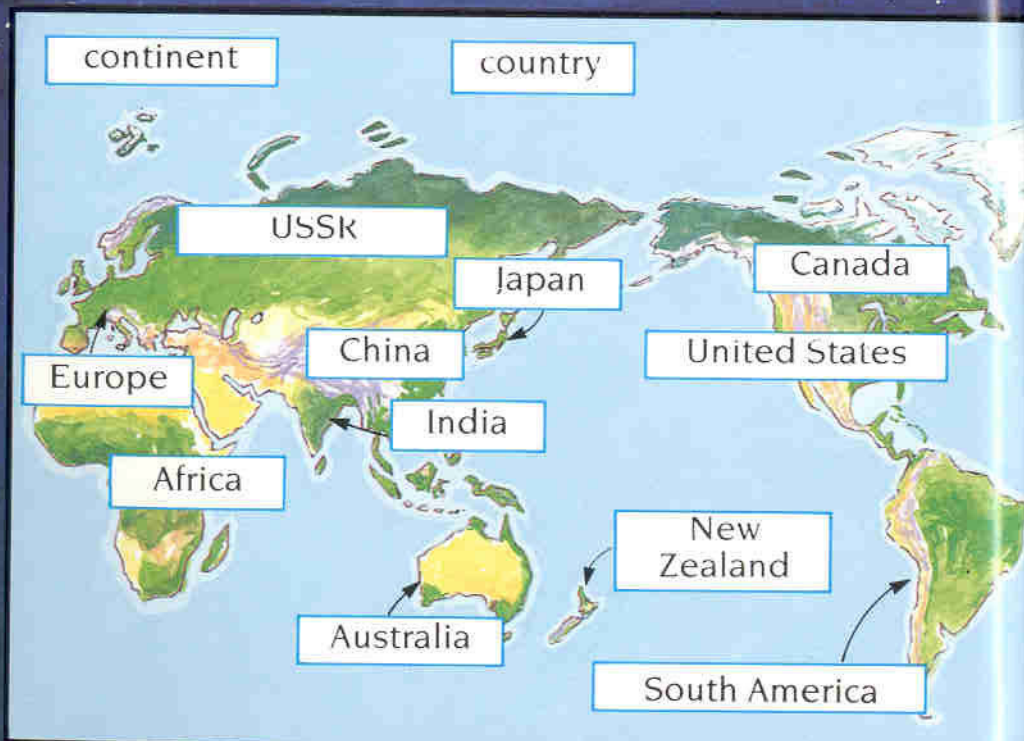 continent
country
USSR
Japan
Canada
China
United States
Europe
India
Africa
New
Zealand
Australia
South America